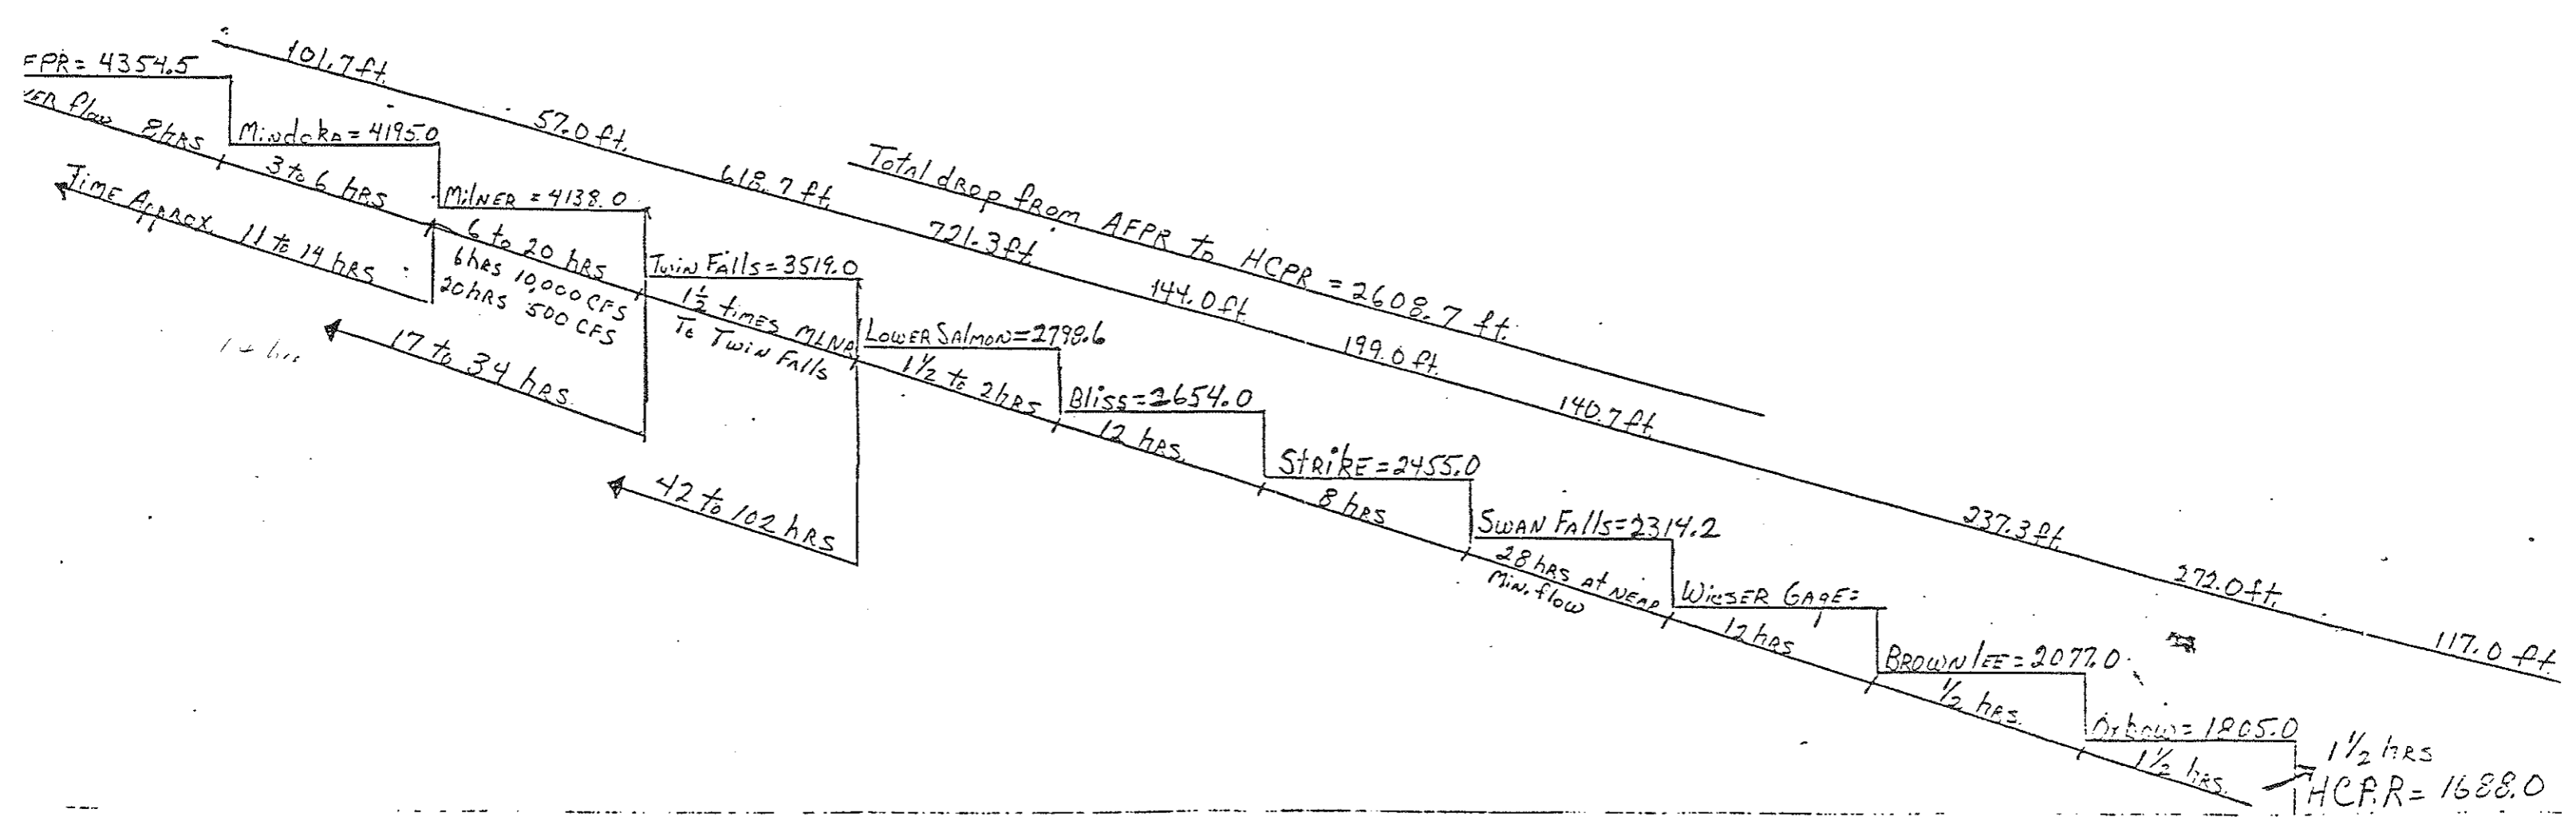 FPR= 4354.5
101.7 ft.
flow 8 hRS
Minidoka = 4195.0
57.0 ft.
3 to 6 hRS
TiME Approx. 11 to 14 hRS
MilNER = 4138.0
618.7 ft.
6 to 20 hRS
6 hRS 10,000 CFS
20 hRS 500 CFS
17 to 34 hRS.
Total dRop from AFPR to HCPR = 2608.7 ft.
721.3 ft.
Twin Falls = 3519.0
1½ times MLNR
To Twin Falls
42 to 102 hRS
144.0 ft.
Lower Salmon = 2798.6
1½ to 2 hRS
199.0 ft.
Bliss = 2654.0
12 hRS.
140.7 ft.
StRiKE = 2455.0
8 hRS
237.3 ft.
SwAN FAlls = 2314.2
28 hRS At NEAR
MiN. flow
272.0 ft.
WiESER GAgE =
12 hRS
117.0 ft.
BROWNlEE = 2077.0
½ hRS.
Oxbow = 1805.0
1½ hRS.
1½ hRS
HCPR = 1688.0